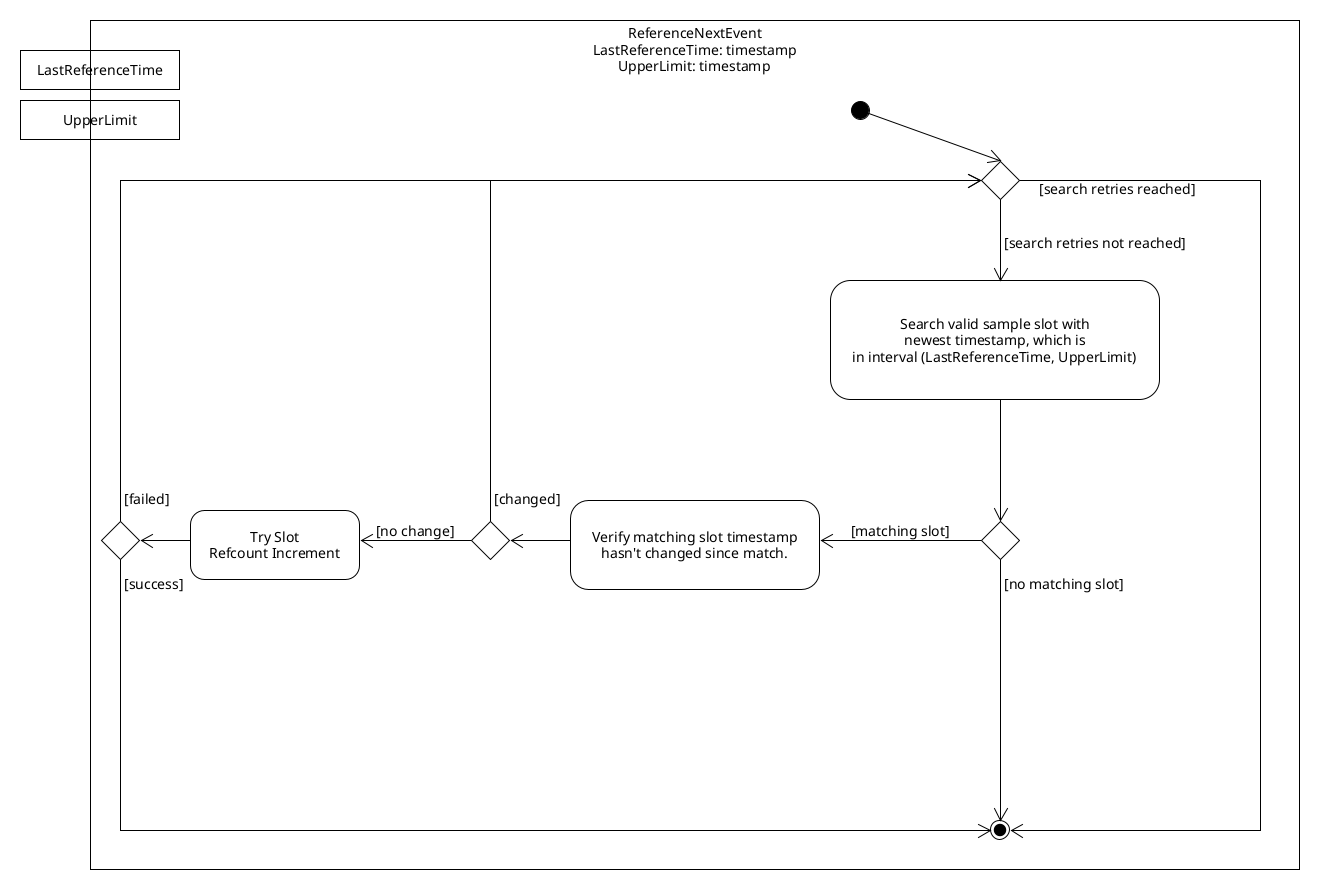 ReferenceNextEvent
LastReferenceTime: timestamp
UpperLimit: timestamp
LastReferenceTime
UpperLimit
[search retries reached]
[search retries not reached]
Search valid sample slot with
newest timestamp, which is
in interval (LastReferenceTime, UpperLimit)
[failed]
[changed]
Try Slot
Refcount Increment
[no change]
Verify matching slot timestamp
hasn't changed since match.
[matching slot]
[success]
[no matching slot]